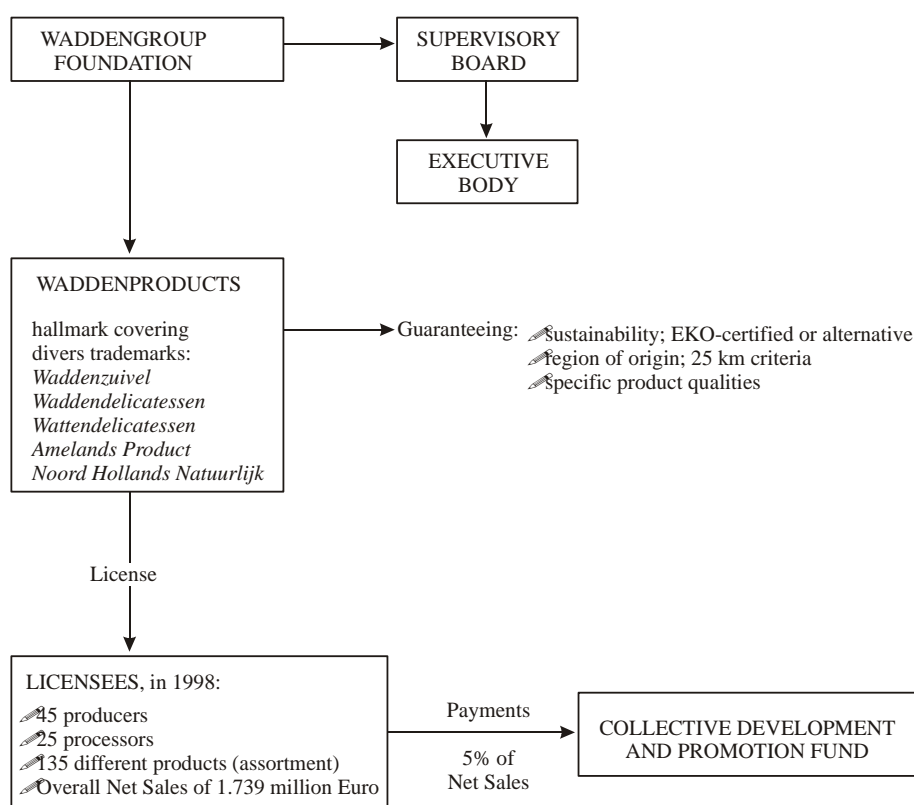 WADDENGROUP
FOUNDATION
SUPERVISORY
BOARD
EXECUTIVE
BODY
WADDENPRODUCTS
hallmark covering
divers trademarks:
Waddenzuivel
Waddendelicatessen
Wattendelicatessen
Amelands Product
Noord Hollands Natuurlijk
Guaranteeing:
sustainability; EKO-certified or alternative
region of origin; 25 km criteria
specific product qualities
License
LICENSEES, in 1998:
45 producers
25 processors
135 different products (assortment)
Overall Net Sales of 1.739 million Euro
Payments
5% of
Net Sales
COLLECTIVE DEVELOPMENT
AND PROMOTION FUND